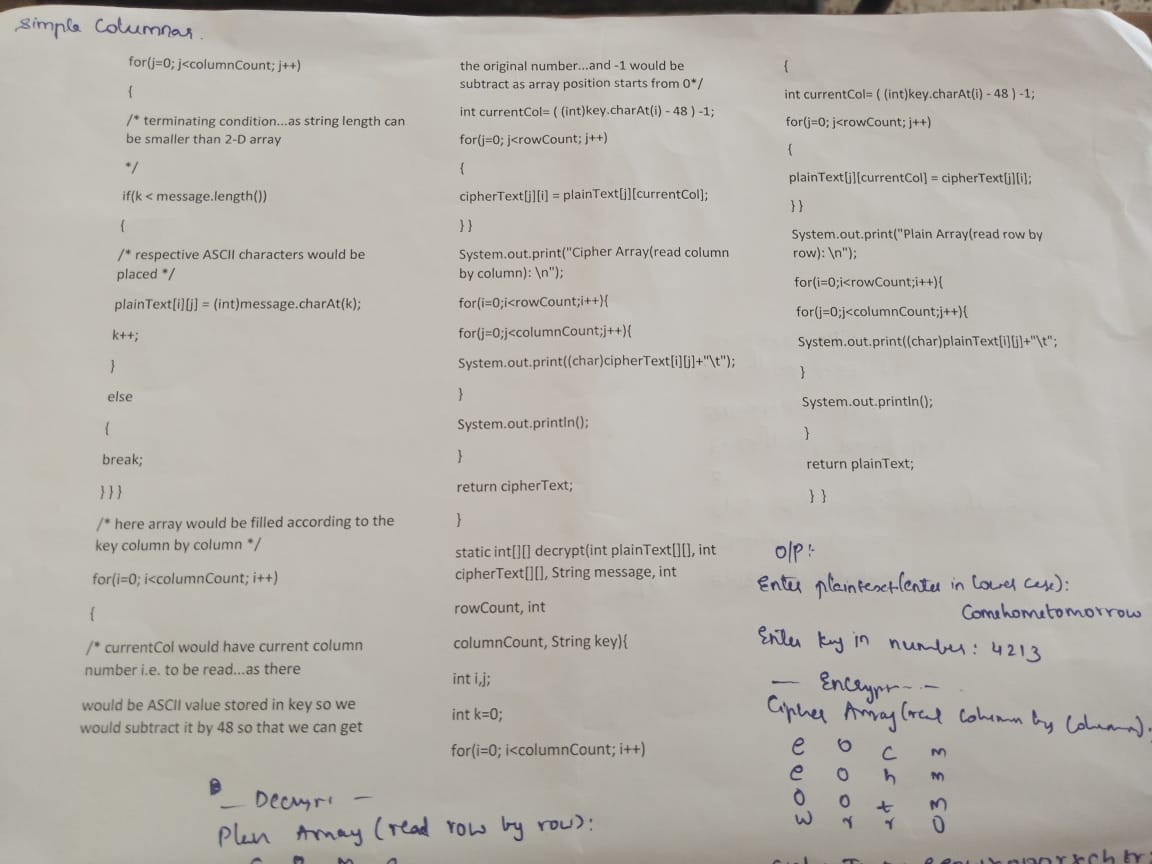 Simple Columnar.
for(j=0; j<columnCount; j++)
{
/* terminating condition...as string length can
be smaller than 2-D array
*/
if(k < message.length())
{
/* respective ASCII characters would be
placed */
plainText[i][j] = (int)message.charAt(k);
k++;
}
else
{
break;
}}}
/* here array would be filled according to the
key column by column */
for(i=0; i<columnCount; i++)
{
/* currentCol would have current column
number i.e. to be read...as there
would be ASCII value stored in key so we
would subtract it by 48 so that we can get
the original number...and -1 would be
subtract as array position starts from 0*/
int currentCol= ( (int)key.charAt(i) - 48 ) -1;
for(j=0; j<rowCount; j++)
{
cipherText[j][i] = plainText[j][currentCol];
}}
System.out.print("Cipher Array(read column
by column): \n");
for(i=0;i<rowCount;i++){
for(j=0;j<columnCount;j++){
System.out.print((char)cipherText[i][j]+"\t");
}
System.out.println();
}
return cipherText;
}
static int[][] decrypt(int plainText[][], int
cipherText[][], String message, int
rowCount, int
columnCount, String key){
int i,j;
int k=0;
for(i=0; i<columnCount; i++)
{
int currentCol= ( (int)key.charAt(i) - 48 ) -1;
for(j=0; j<rowCount; j++)
{
plainText[j][currentCol] = cipherText[j][i];
}}
System.out.print("Plain Array(read row by
row): \n");
for(i=0;i<rowCount;i++){
for(j=0;j<columnCount;j++){
System.out.print((char)plainText[i][j]+"\t";
}
System.out.println();
}
return plainText;
}}
O/P:-
Enter plaintext(enter in lower case):
Comehometomorrow
Enter key in number: 4213
— Encrypt - -
Cipher Array (read Column by Column):
e o c m
e o h m
o o t m
w r r o
— Decrypt —
Plan Array (read row by row):